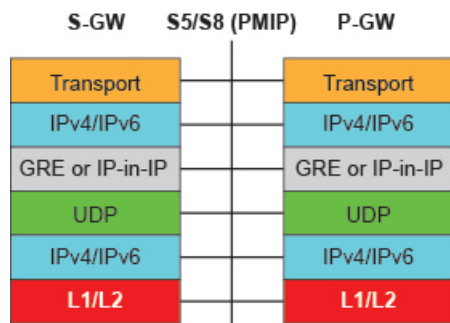 S-GW S5/S8 (PMIP) P-GW
Transport Transport
IPv4/IPv6 IPv4/IPv6
GRE or IP-in-IP GRE or IP-in-IP
UDP UDP
IPv4/IPv6 IPv4/IPv6
L1/L2 L1/L2